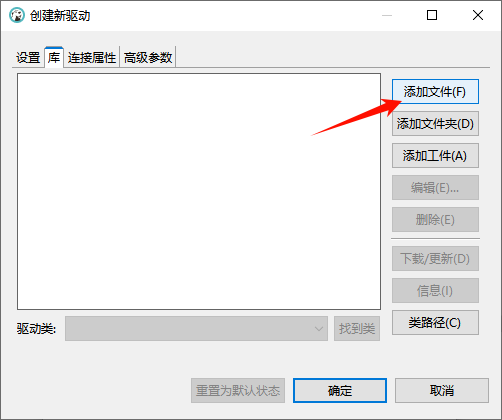 创建新驱动
设置 库 连接属性 高级参数
添加文件(F)
添加文件夹(D)
添加工件(A)
编辑(E)...
删除(E)
下载/更新(D)
信息(I)
类路径(C)
驱动类:
找到类
重置为默认状态 确定 取消